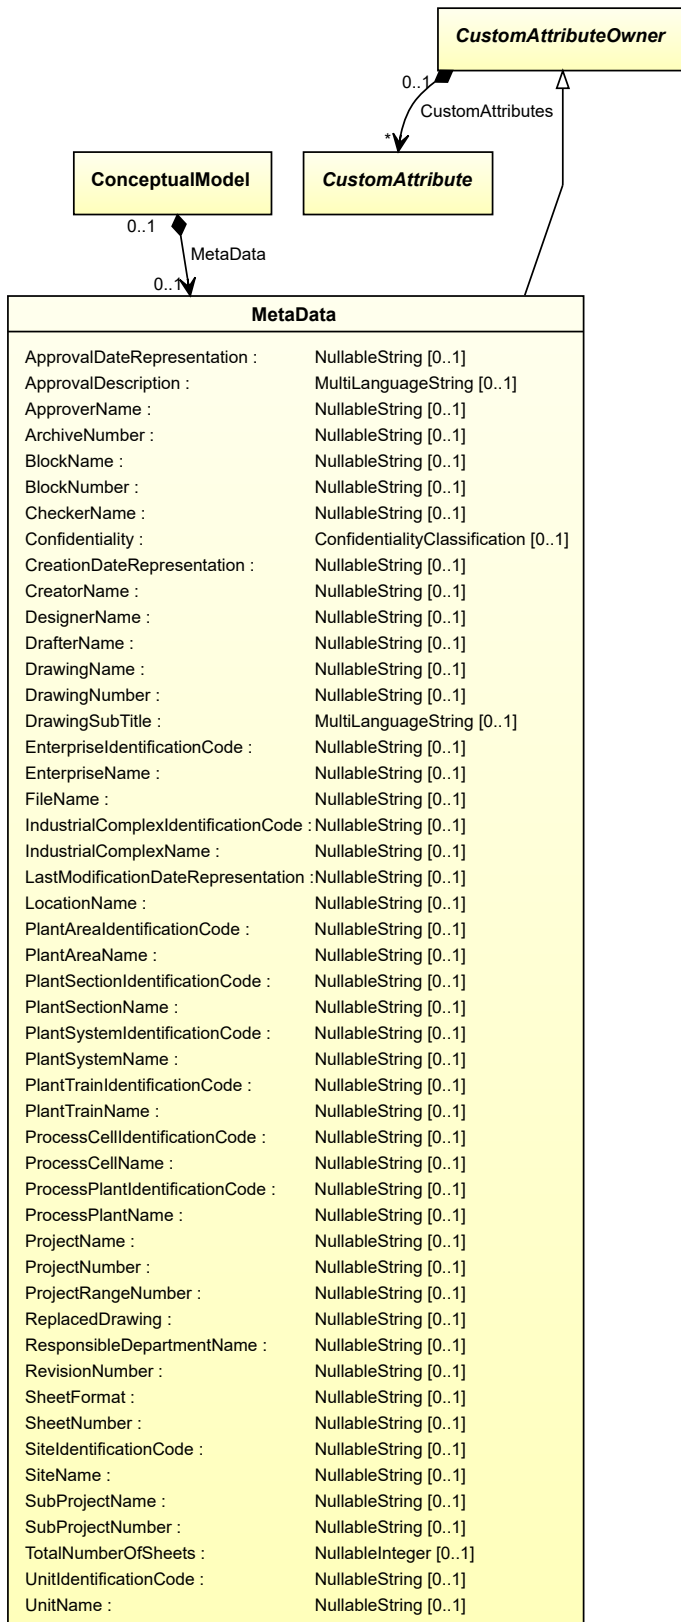 CustomAttributeOwner
0..1
CustomAttributes
*
ConceptualModel
CustomAttribute
0..1
MetaData
0..1
MetaData
ApprovalDateRepresentation : NullableString [0..1]
ApprovalDescription : MultiLanguageString [0..1]
ApproverName : NullableString [0..1]
ArchiveNumber : NullableString [0..1]
BlockName : NullableString [0..1]
BlockNumber : NullableString [0..1]
CheckerName : NullableString [0..1]
Confidentiality : ConfidentialityClassification [0..1]
CreationDateRepresentation : NullableString [0..1]
CreatorName : NullableString [0..1]
DesignerName : NullableString [0..1]
DrafterName : NullableString [0..1]
DrawingName : NullableString [0..1]
DrawingNumber : NullableString [0..1]
DrawingSubTitle : MultiLanguageString [0..1]
EnterpriseIdentificationCode : NullableString [0..1]
EnterpriseName : NullableString [0..1]
FileName : NullableString [0..1]
IndustrialComplexIdentificationCode : NullableString [0..1]
IndustrialComplexName : NullableString [0..1]
LastModificationDateRepresentation : NullableString [0..1]
LocationName : NullableString [0..1]
PlantAreaIdentificationCode : NullableString [0..1]
PlantAreaName : NullableString [0..1]
PlantSectionIdentificationCode : NullableString [0..1]
PlantSectionName : NullableString [0..1]
PlantSystemIdentificationCode : NullableString [0..1]
PlantSystemName : NullableString [0..1]
PlantTrainIdentificationCode : NullableString [0..1]
PlantTrainName : NullableString [0..1]
ProcessCellIdentificationCode : NullableString [0..1]
ProcessCellName : NullableString [0..1]
ProcessPlantIdentificationCode : NullableString [0..1]
ProcessPlantName : NullableString [0..1]
ProjectName : NullableString [0..1]
ProjectNumber : NullableString [0..1]
ProjectRangeNumber : NullableString [0..1]
ReplacedDrawing : NullableString [0..1]
ResponsibleDepartmentName : NullableString [0..1]
RevisionNumber : NullableString [0..1]
SheetFormat : NullableString [0..1]
SheetNumber : NullableString [0..1]
SiteIdentificationCode : NullableString [0..1]
SiteName : NullableString [0..1]
SubProjectName : NullableString [0..1]
SubProjectNumber : NullableString [0..1]
TotalNumberOfSheets : NullableInteger [0..1]
UnitIdentificationCode : NullableString [0..1]
UnitName : NullableString [0..1]